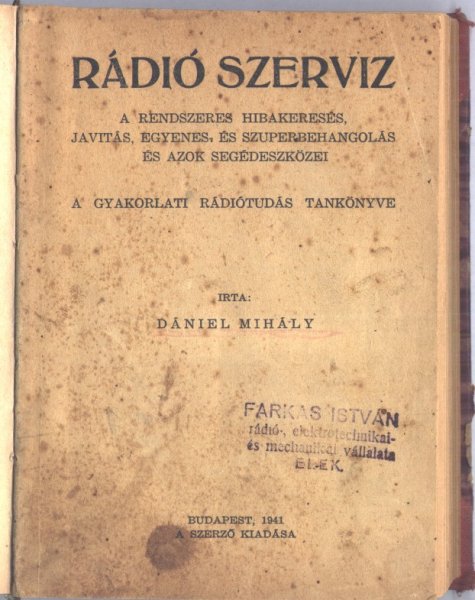 RÁDIÓ SZERVIZ
A RENDSZERES HIBAKERESÉS,
JAVITÁS, EGYENES- ÉS SZUPERBEHANGOLÁS
ÉS AZOK SEGÉDESZKÖZEI
A GYAKORLATI RÁDIÓTUDÁS TANKÖNYVE
IRTA:
DÁNIEL MIHÁLY
FARKAS ISTVÁN
rádió-, elektrotechnikai-
és mechanikai vállalata
ELEK.
BUDAPEST, 1941
A SZERZŐ KIADÁSA